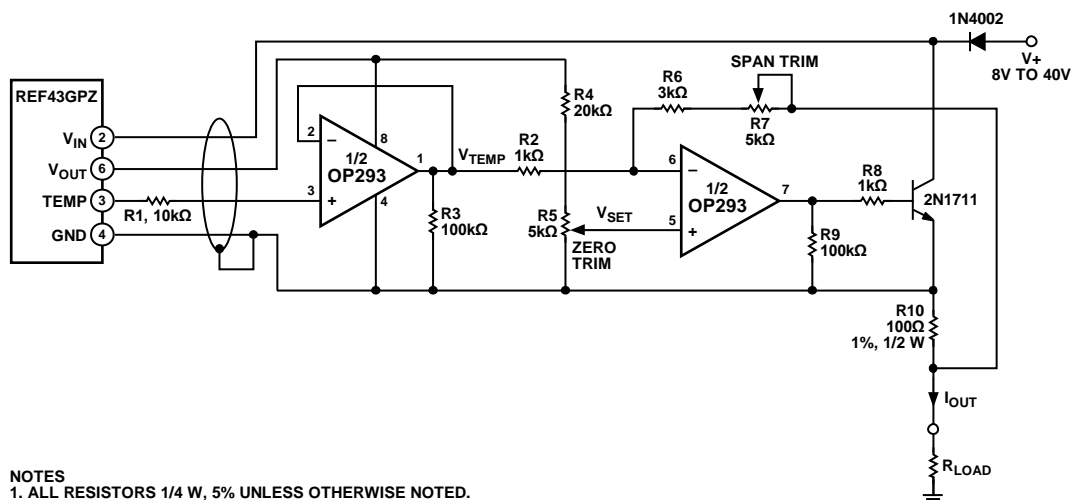 1N4002
V+
8V TO 40V
SPAN TRIM
REF43GPZ
R6
3kΩ
R4
20kΩ
R7
5kΩ
VIN
2
2
–
8
1/2
OP293
1
VTEMP
R2
1kΩ
6
–
1/2
OP293
7
R8
1kΩ
2N1711
VOUT
6
TEMP
3
R1, 10kΩ
3
+
4
R3
100kΩ
R5
5kΩ
VSET
5
+
ZERO
TRIM
GND
4
R9
100kΩ
R10
100Ω
1%, 1/2 W
IOUT
RLOAD
NOTES
1. ALL RESISTORS 1/4 W, 5% UNLESS OTHERWISE NOTED.